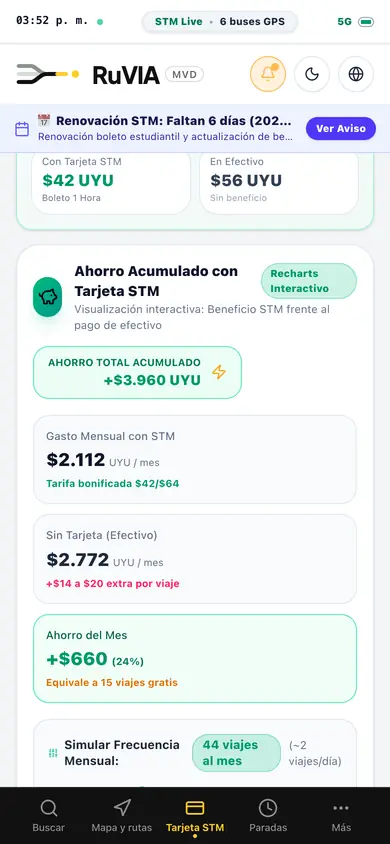 03:52 p. m.
STM Live • 6 buses GPS
5G
RuVIA MVD
Renovación STM: Faltan 6 días (202...
Renovación boleto estudiantil y actualización de be...
Ver Aviso
Con Tarjeta STM
$42 UYU
Boleto 1 Hora
En Efectivo
$56 UYU
Sin beneficio
Ahorro Acumulado con
Tarjeta STM
Recharts
Interactivo
Visualización interactiva: Beneficio STM frente al
pago de efectivo
AHORRO TOTAL ACUMULADO
+$3.960 UYU
Gasto Mensual con STM
$2.112 UYU / mes
Tarifa bonificada $42/$64
Sin Tarjeta (Efectivo)
$2.772 UYU / mes
+$14 a $20 extra por viaje
Ahorro del Mes
+$660 (24%)
Equivale a 15 viajes gratis
Simular Frecuencia
Mensual:
44 viajes
al mes
(~2
viajes/día)
Buscar
Mapa y rutas
Tarjeta STM
Paradas
Más